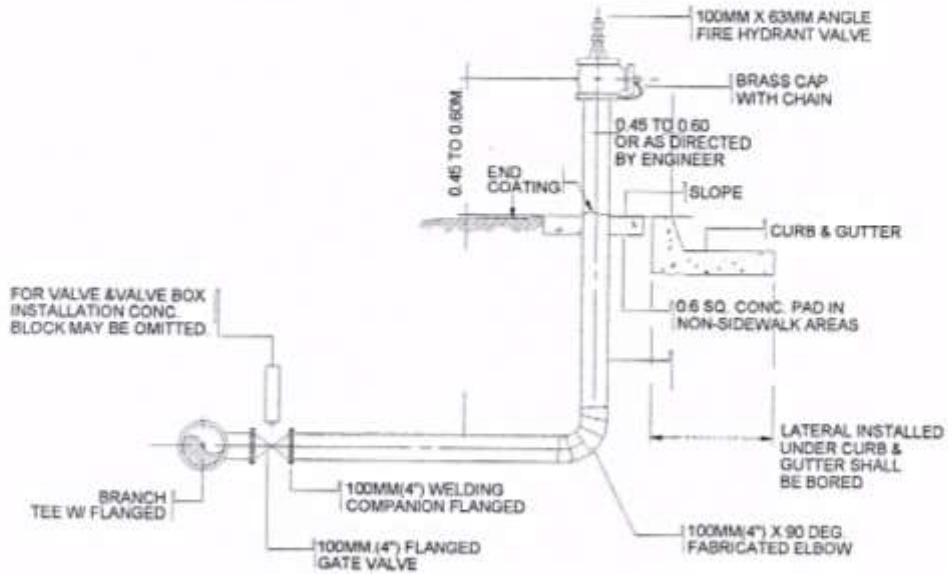 100MM X 63MM ANGLE
FIRE HYDRANT VALVE
BRASS CAP
WITH CHAIN
0.45 TO 0.60M.
0.45 TO 0.60
OR AS DIRECTED
BY ENGINEER
END
COATING
SLOPE
CURB & GUTTER
FOR VALVE &VALVE BOX
INSTALLATION CONC.
BLOCK MAY BE OMITTED.
0.6 SQ. CONC. PAD IN
NON-SIDEWALK AREAS
LATERAL INSTALLED
UNDER CURB &
GUTTER SHALL
BE BORED
BRANCH
TEE W/ FLANGED
100MM(4") WELDING
COMPANION FLANGED
100MM.(4") FLANGED
GATE VALVE
100MM(4") X 90 DEG.
FABRICATED ELBOW